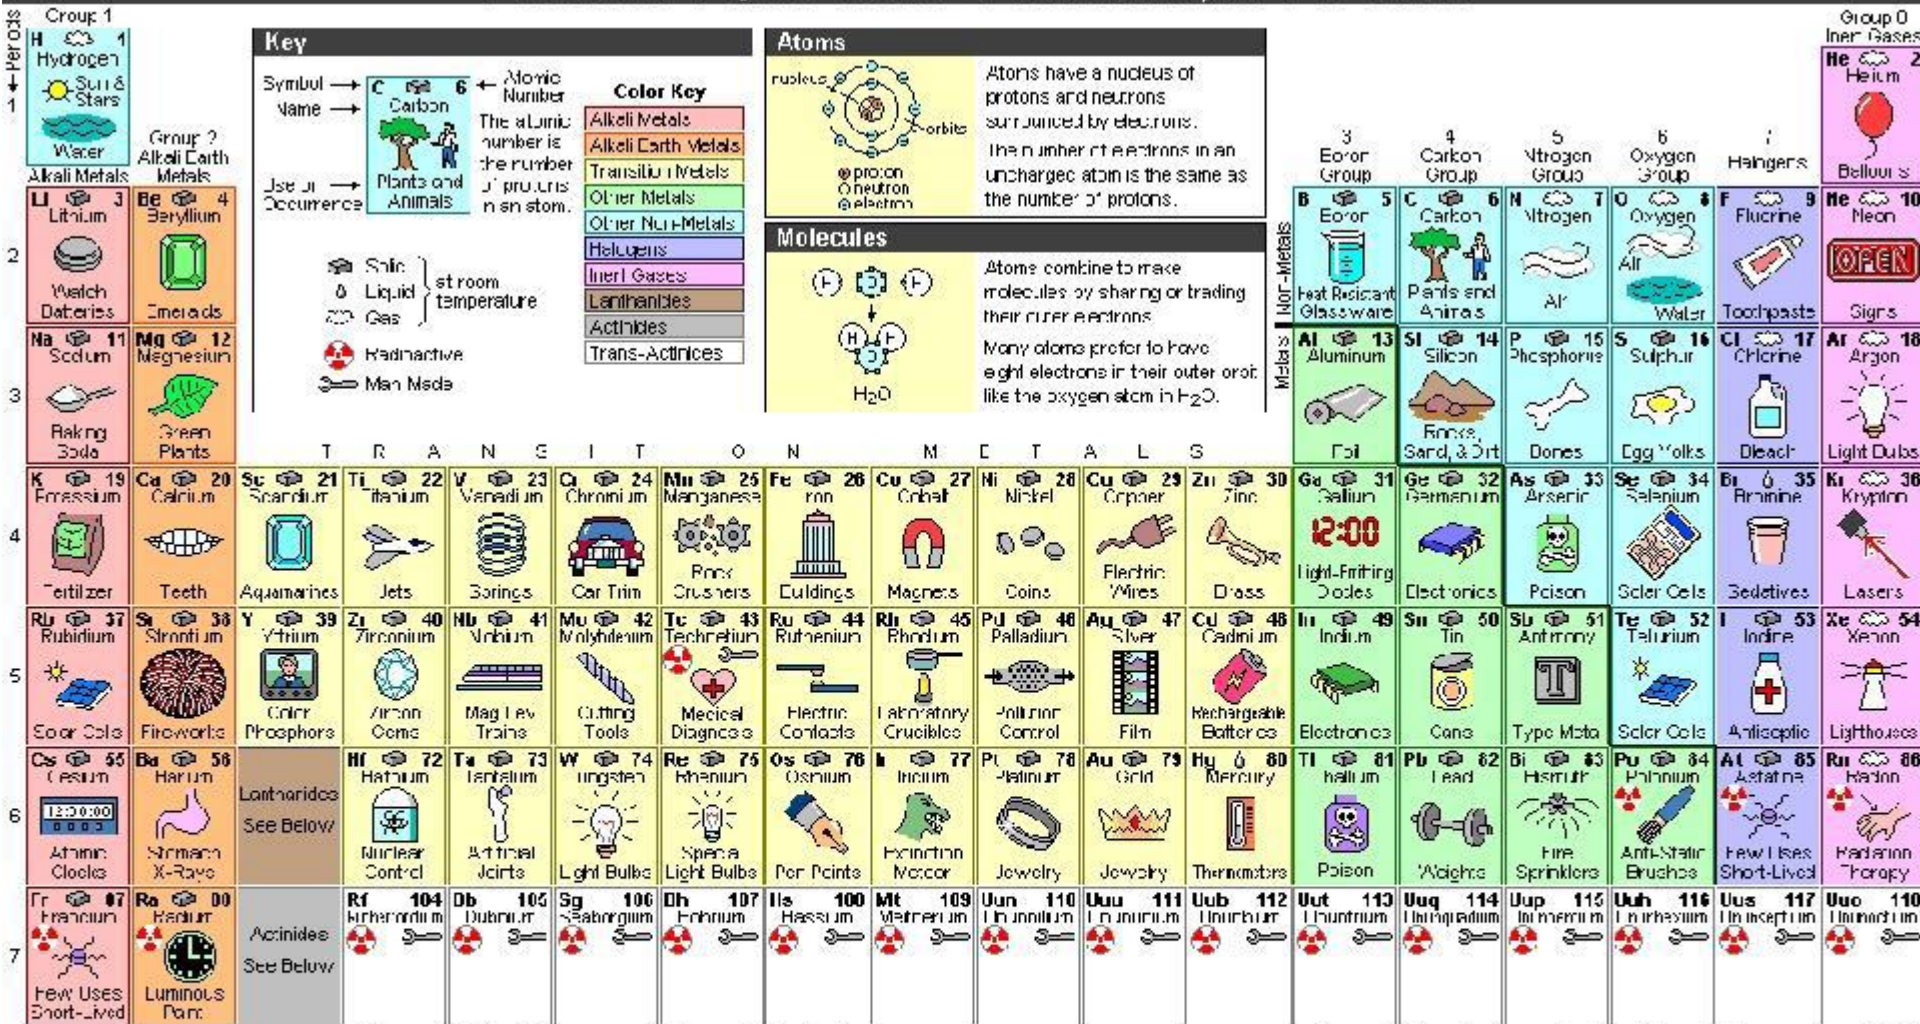 Periods
Group 1
H 1
Hydrogen
Sun &
Stars
Water
Alkali Metals
Group 2
Alkali Earth
Metals
Key
Symbol
Name
Use or
Occurrence
C 6
Carbon
Plants and
Animals
Atomic
Number
The atomic
number is
the number
of protons
in an atom.
Solid
Liquid
Gas
at room
temperature
Radioactive
Man Made
Color Key
Alkali Metals
Alkali Earth Metals
Transition Metals
Other Metals
Other Non-Metals
Halogens
Inert Gases
Lanthanides
Actinides
Trans-Actinides
Atoms
nucleus
orbits
proton
neutron
electron
Atoms have a nucleus of
protons and neutrons
surrounded by electrons.
The number of electrons in an
uncharged atom is the same as
the number of protons.
Molecules
H
H
H₂O
Atoms combine to make
molecules by sharing or trading
their outer electrons
Many atoms prefer to have
eight electrons in their outer orbit
like the oxygen atom in H₂O.
3
Boron
Group
4
Carbon
Group
5
Nitrogen
Group
6
Oxygen
Group
7
Halogens
Group 0
Inert Gases
He 2
Helium
Balloons
1
2
Li 3
Lithium
Watch
Batteries
Be 4
Beryllium
Emeralds
Non-Metals
B 5
Boron
Heat Resistant
Glassware
C 6
Carbon
Plants and
Animals
N 7
Nitrogen
Air
O 8
Oxygen
Air
Water
F 9
Fluorine
Toothpaste
Ne 10
Neon
OPEN
Signs
3
Na 11
Sodium
Baking
Soda
Mg 12
Magnesium
Green
Plants
Metals
Al 13
Aluminum
Foil
Si 14
Silicon
Rocks,
Sand, & Dirt
P 15
Phosphorus
Bones
S 16
Sulphur
Egg Yolks
Cl 17
Chlorine
Bleach
Ar 18
Argon
Light Bulbs
T R A N S I T I O N M E T A L S
4
K 19
Potassium
Fertilizer
Ca 20
Calcium
Teeth
Sc 21
Scandium
Aquamarines
Ti 22
Titanium
Jets
V 23
Vanadium
Springs
Cr 24
Chromium
Car Trim
Mn 25
Manganese
Rock
Crushers
Fe 26
Iron
Buildings
Co 27
Cobalt
Magnets
Ni 28
Nickel
Coins
Cu 29
Copper
Electric
Wires
Zn 30
Zinc
Brass
Ga 31
Gallium
12:00
Light-Emitting
Diodes
Ge 32
Germanium
Electronics
As 33
Arsenic
Poison
Se 34
Selenium
Solar Cells
Br 35
Bromine
Sedatives
Kr 36
Krypton
Lasers
5
Rb 37
Rubidium
Solar Cells
Sr 38
Strontium
Fireworks
Y 39
Yttrium
Color
Phosphors
Zr 40
Zirconium
Zircon
Gems
Nb 41
Niobium
Mag Lev
Trains
Mo 42
Molybdenum
Cutting
Tools
Tc 43
Technetium
Medical
Diagnosis
Ru 44
Ruthenium
Electric
Contacts
Rh 45
Rhodium
Laboratory
Crucibles
Pd 46
Palladium
Pollution
Control
Ag 47
Silver
Film
Cd 48
Cadmium
Rechargeable
Batteries
In 49
Indium
Electronics
Sn 50
Tin
Cans
Sb 51
Antimony
T
Type Metal
Te 52
Tellurium
Solar Cells
I 53
Iodine
Antiseptic
Xe 54
Xenon
Lighthouses
6
Cs 55
Cesium
12:00:00
Atomic
Clocks
Ba 56
Barium
Stomach
X-Rays
Lanthanides
See Below
Hf 72
Hafnium
Nuclear
Control
Ta 73
Tantalum
Artificial
Joints
W 74
Tungsten
Light Bulbs
Re 75
Rhenium
Special
Light Bulbs
Os 76
Osmium
Pen Points
Ir 77
Iridium
Extinction
Meteor
Pt 78
Platinum
Jewelry
Au 79
Gold
Jewelry
Hg 80
Mercury
Thermometers
Tl 81
Thallium
Poison
Pb 82
Lead
Weights
Bi 83
Bismuth
Fire
Sprinklers
Po 84
Polonium
Anti-Static
Brushes
At 85
Astatine
Few Uses
Short-Lived
Rn 86
Radon
Radiation
Therapy
7
Fr 87
Francium
Few Uses
Short-Lived
Ra 88
Radium
Luminous
Paint
Actinides
See Below
Rf 104
Rutherfordium
Db 105
Dubnium
Sg 106
Seaborgium
Bh 107
Bohrium
Hs 108
Hassium
Mt 109
Meitnerium
Uun 110
Ununnilium
Uuu 111
Unununium
Uub 112
Ununbium
Uut 113
Ununtrium
Uuq 114
Ununquadium
Uup 115
Ununpentium
Uuh 116
Ununhexium
Uus 117
Ununseptium
Uuo 118
Ununoctium